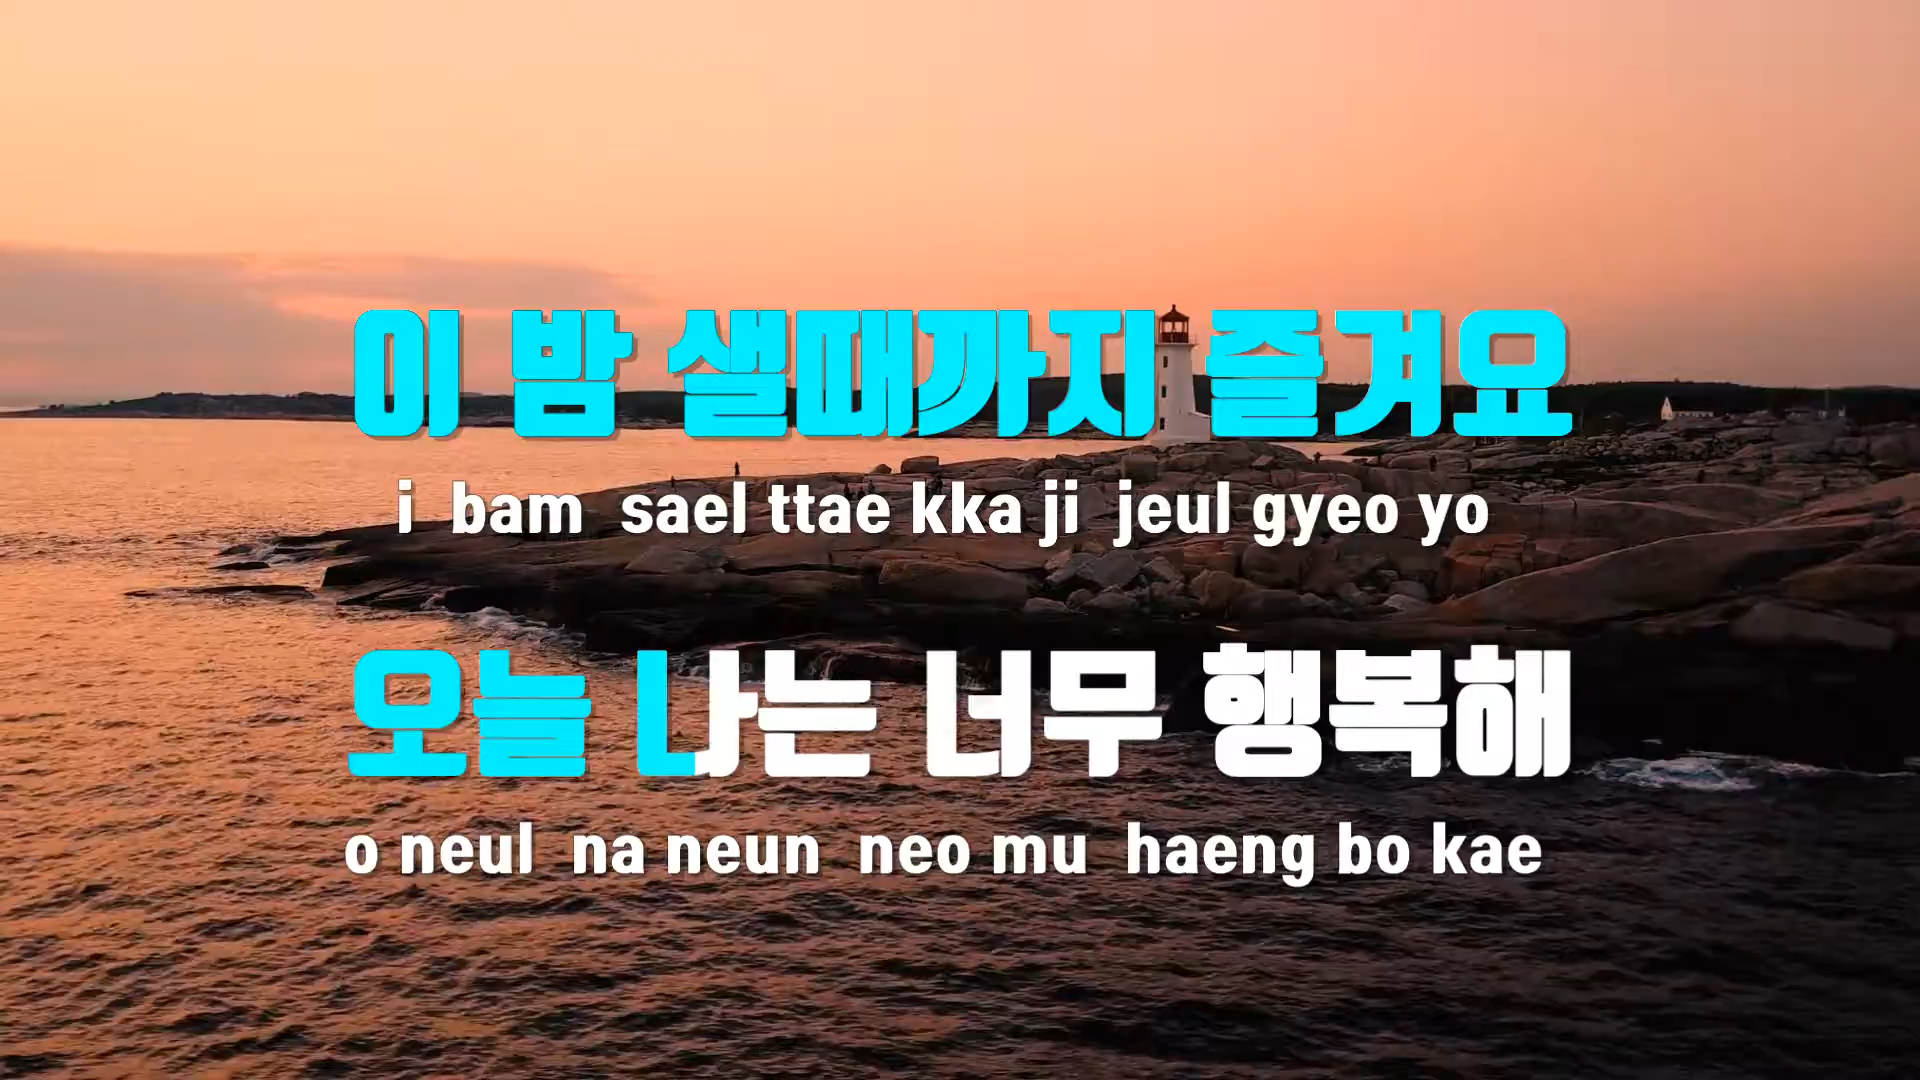 이 밤 샐때까지 즐겨요
i bam sael ttae kka ji jeul gyeo yo
오늘 나는 너무 행복해
o neul na neun neo mu haeng bo kae